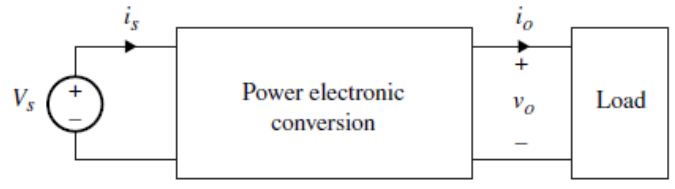 i_s
i_o
+
V_s
+
−
Power electronic
conversion
v_o
−
Load